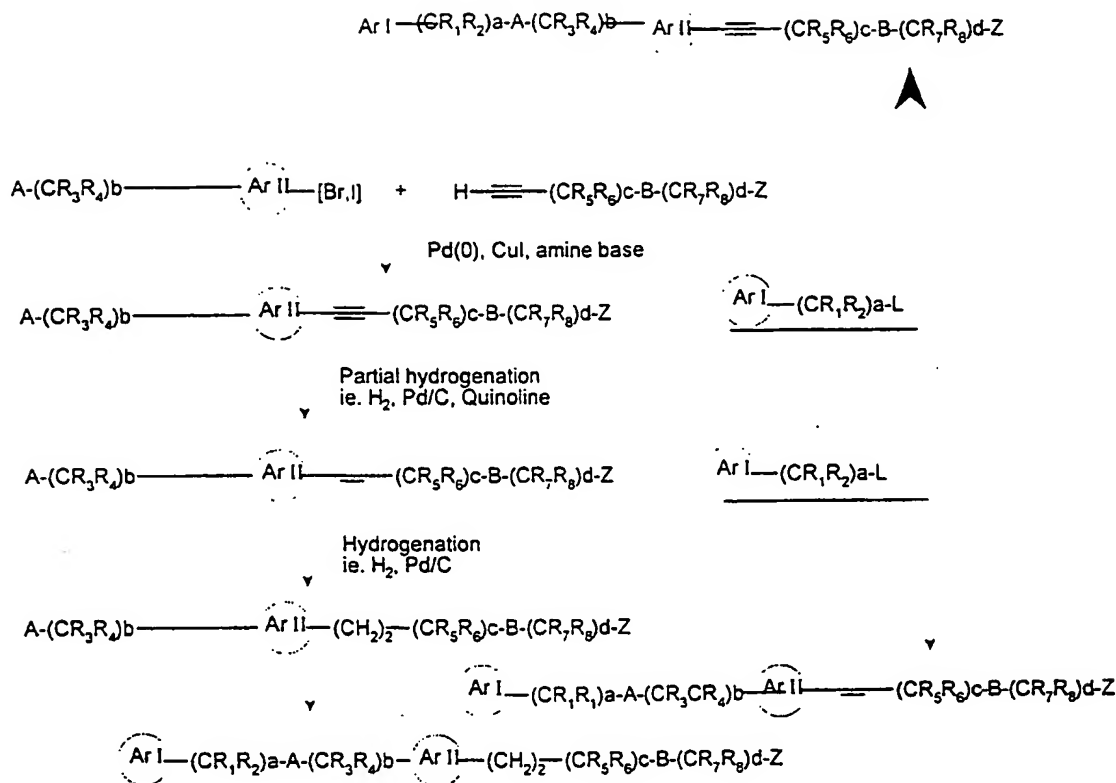 Ar I—(CR₁R₂)a-A-(CR₃R₄)b—Ar II—≡—(CR₅R₆)c-B-(CR₇R₈)d-Z
A-(CR₃R₄)b—Ar II—[Br,I] + H—≡—(CR₅R₆)c-B-(CR₇R₈)d-Z
Pd(0), CuI, amine base
A-(CR₃R₄)b—Ar II—≡—(CR₅R₆)c-B-(CR₇R₈)d-Z
Ar I—(CR₁R₂)a-L
Partial hydrogenation
ie. H₂, Pd/C, Quinoline
A-(CR₃R₄)b—Ar II—=—(CR₅R₆)c-B-(CR₇R₈)d-Z
Ar I—(CR₁R₂)a-L
Hydrogenation
ie. H₂, Pd/C
A-(CR₃R₄)b—Ar II—(CH₂)₂—(CR₅R₆)c-B-(CR₇R₈)d-Z
Ar I—(CR₁R₁)a-A-(CR₃CR₄)b—Ar II—=—(CR₅R₆)c-B-(CR₇R₈)d-Z
Ar I—(CR₁R₂)a-A-(CR₃R₄)b—Ar II—(CH₂)₂—(CR₅R₆)c-B-(CR₇R₈)d-Z